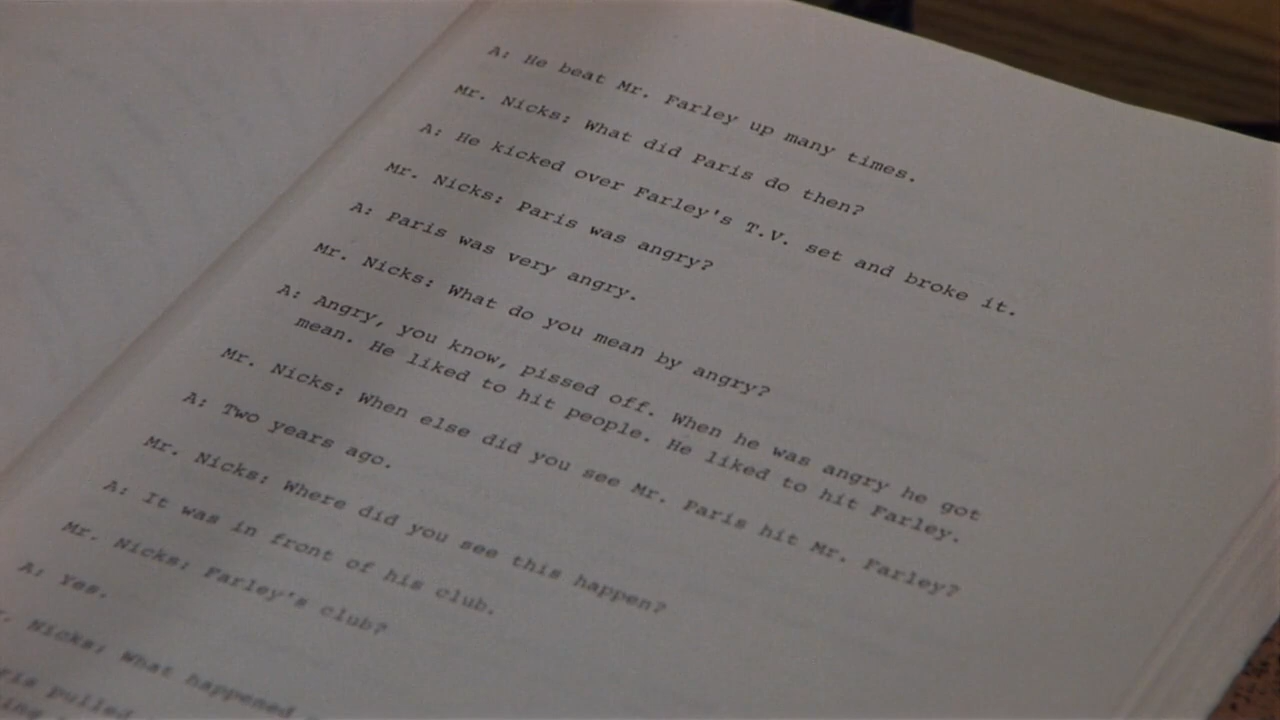 A: He beat Mr. Farley up many times.
Mr. Nicks: What did Paris do then?
A: He kicked over Farley's T.V. set and broke it.
Mr. Nicks: Paris was angry?
A: Paris was very angry.
Mr. Nicks: What do you mean by angry?
A: Angry, you know, pissed off. When he was angry he got
mean. He liked to hit people. He liked to hit Farley.
Mr. Nicks: When else did you see Mr. Paris hit Mr. Farley?
A: Two years ago.
Mr. Nicks: Where did you see this happen?
A: It was in front of his club.
Mr. Nicks: Farley's club?
A: Yes.
Nicks: What happened
pulled